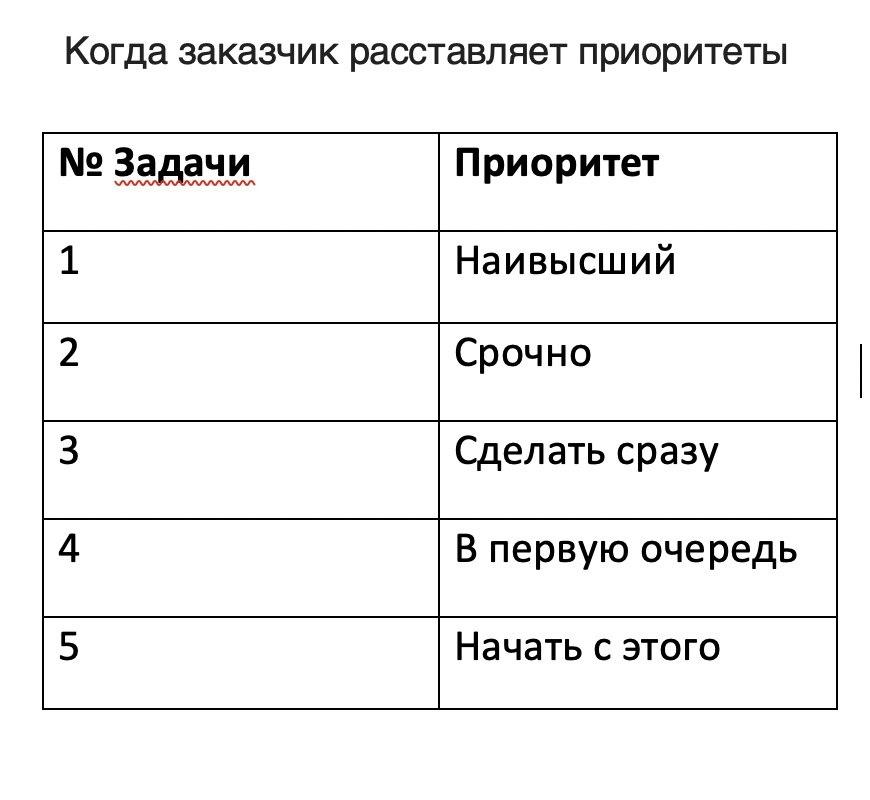 Когда заказчик расставляет приоритеты
№ Задачи Приоритет
1 Наивысший
2 Срочно
3 Сделать сразу
4 В первую очередь
5 Начать с этого